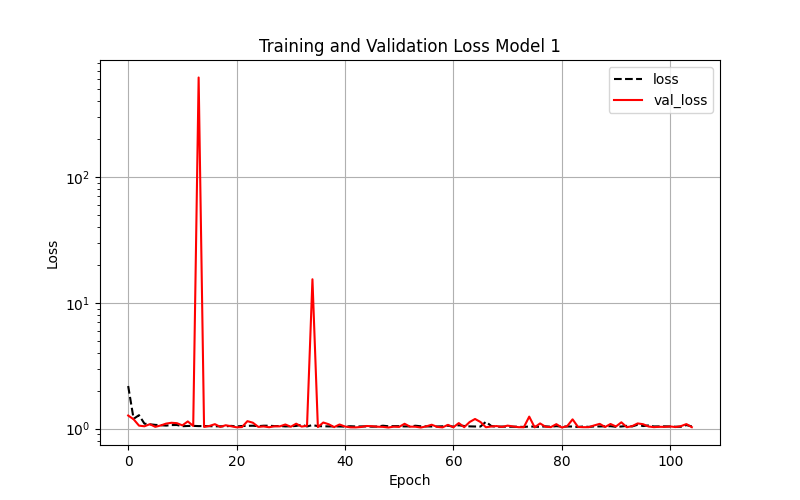 Training and Validation Loss Model 1
loss
val_loss
10²
10¹
10⁰
Loss
0 20 40 60 80 100
Epoch